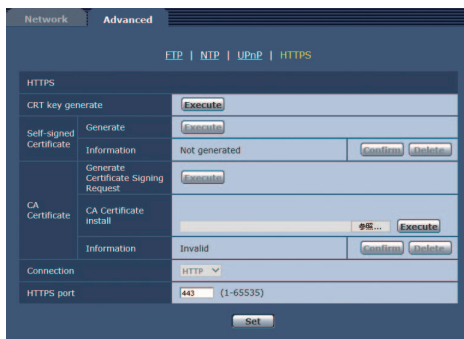 Network Advanced
FTP | NTP | UPnP | HTTPS
HTTPS
CRT key generate Execute
Self-signed Certificate
Generate Execute
Information Not generated Confirm Delete
CA Certificate
Generate Certificate Signing Request Execute
CA Certificate install 参照... Execute
Information Invalid Confirm Delete
Connection HTTP
HTTPS port 443 (1-65535)
Set